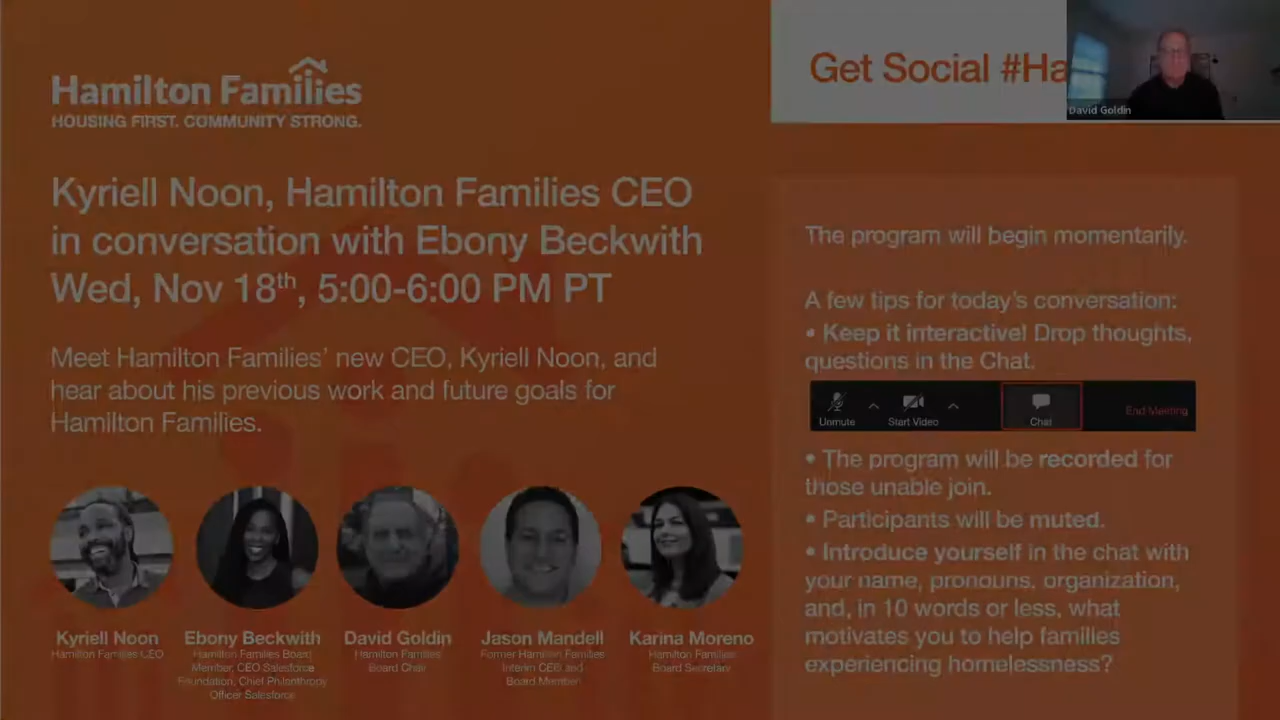 Hamilton Families
HOUSING FIRST. COMMUNITY STRONG.
Kyriell Noon, Hamilton Families CEO
in conversation with Ebony Beckwith
Wed, Nov 18th, 5:00-6:00 PM PT
Meet Hamilton Families' new CEO, Kyriell Noon, and
hear about his previous work and future goals for
Hamilton Families.
Kyriell Noon
Hamilton Families CEO
Ebony Beckwith
Hamilton Families Board
Member, CEO Salesforce
Foundation, Chief Philanthropy
Officer Salesforce
David Goldin
Hamilton Families
Board Chair
Jason Mandell
Former Hamilton Families
Interim CEO and
Board Member
Karina Moreno
Hamilton Families
Board Secretary
Get Social #Ha
David Goldin
The program will begin momentarily.
A few tips for today's conversation:
• Keep it interactive! Drop thoughts,
questions in the Chat.
Unmute
Start Video
Chat
End Meeting
• The program will be recorded for
those unable join.
• Participants will be muted.
• Introduce yourself in the chat with
your name, pronouns, organization,
and, in 10 words or less, what
motivates you to help families
experiencing homelessness?